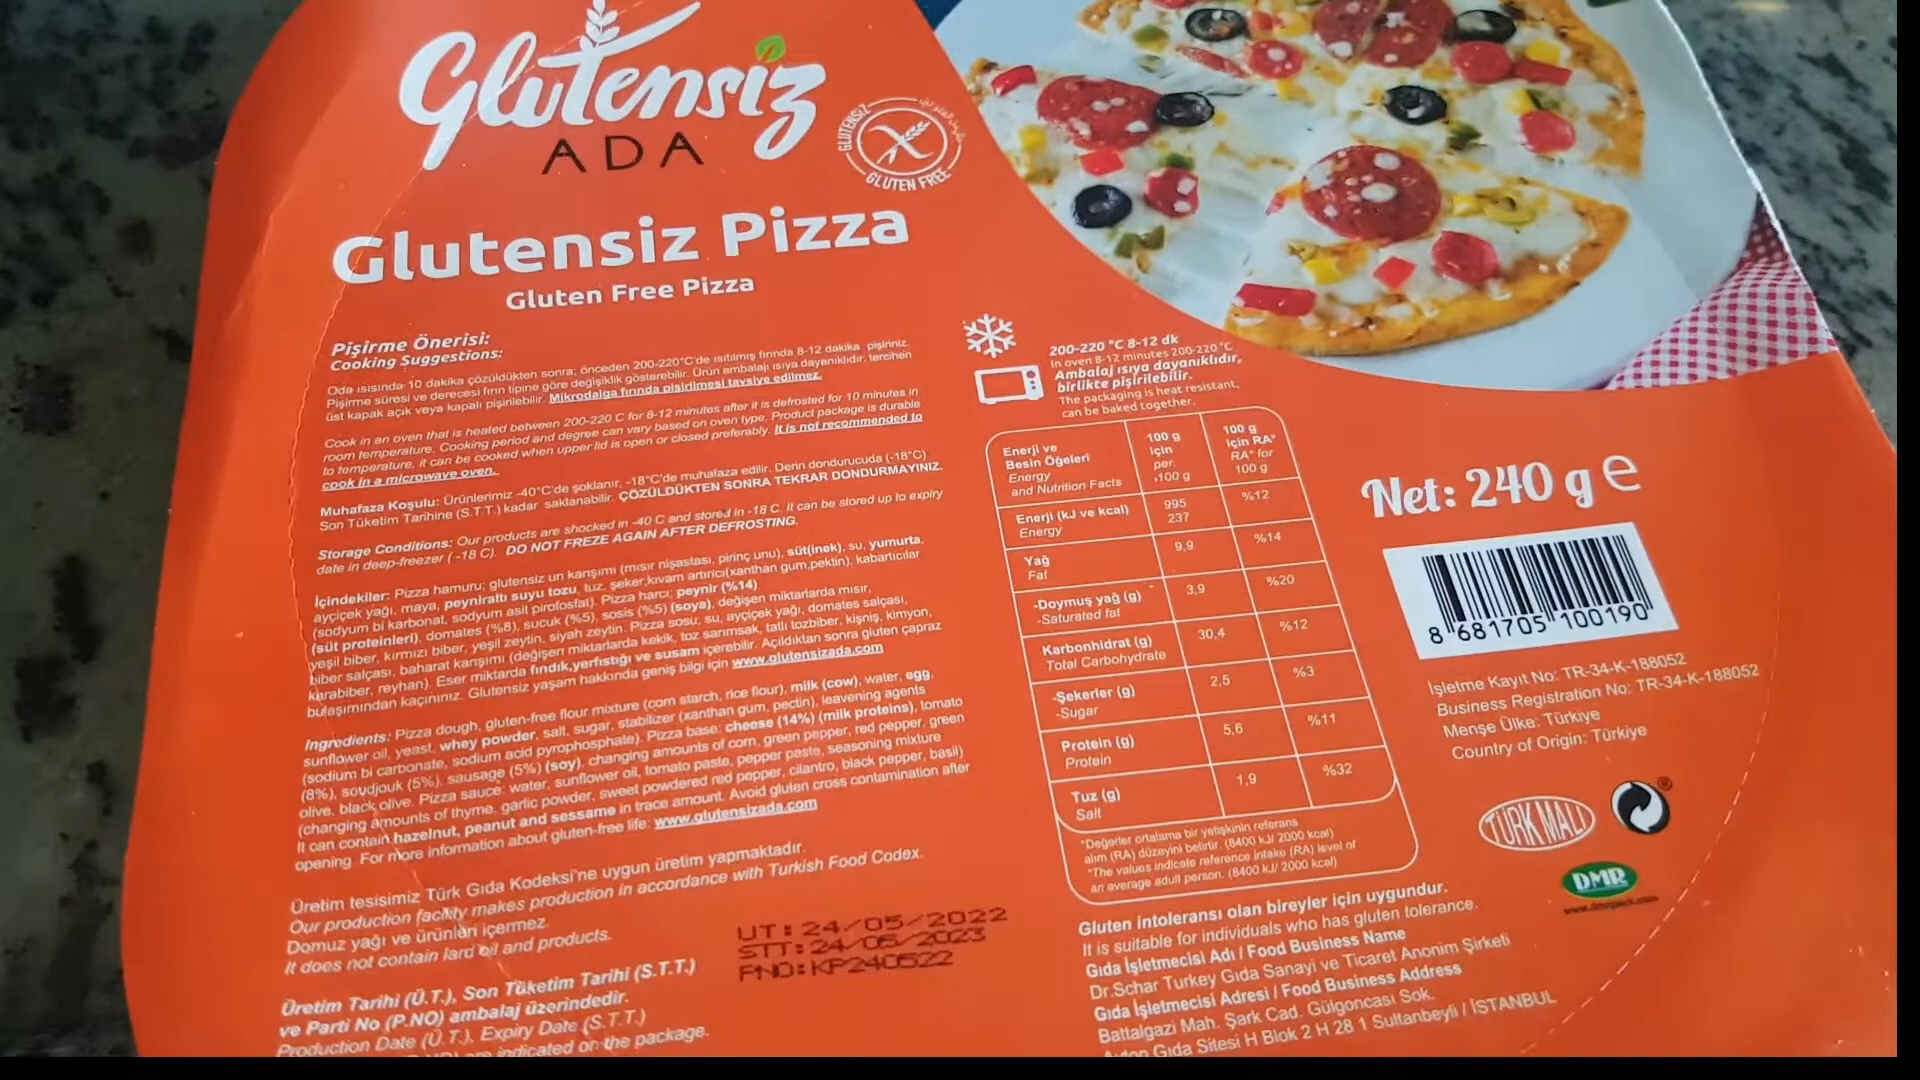 Glutensiz
ADA
GLUTENSIZ
GLUTEN FREE
Glutensiz Pizza
Gluten Free Pizza
Pişirme Önerisi:
Cooking Suggestions:
Oda ısısında 10 dakika çözüldükten sonra; önceden 200-220°C'de ısıtılmış fırında 8-12 dakika pişiriniz.
Pişirme süresi ve derecesi fırın tipine göre değişiklik gösterebilir. Ürün ambalajı ısıya dayanıklıdır, tercihen
üst kapak açık veya kapalı pişirilebilir. Mikrodalga fırında pişirilmesi tavsiye edilmez.
Cook in an oven that is heated between 200-220 C for 8-12 minutes after it is defrosted for 10 minutes in
room temperature. Cooking period and degree can vary based on oven type. Product package is durable
to temperature, it can be cooked when upper lid is open or closed preferably. It is not recommended to
cook in a microwave oven.
Muhafaza Koşulu: Ürünlerimiz -40°C'de şoklanır, -18°C'de muhafaza edilir. Derin dondurucuda (-18°C)
Son Tüketim Tarihine (S.T.T.) kadar saklanabilir. ÇÖZÜLDÜKTEN SONRA TEKRAR DONDURMAYINIZ.
Storage Conditions: Our products are shocked in -40 C and stored in -18 C. It can be stored up to expiry
date in deep-freezer (-18 C). DO NOT FREZE AGAIN AFTER DEFROSTING.
İçindekiler: Pizza hamuru; glutensiz un karışımı (mısır nişastası, pirinç unu), süt(inek), su, yumurta,
ayçiçek yağı, maya, peyniraltı suyu tozu, tuz, şeker,kıvam artırıcı(xanthan gum,pektin), kabartıcılar
(sodyum bi karbonat, sodyum asit pirofosfat). Pizza harcı; peynir (%14)
(süt proteinleri), domates (%8), sucuk (%5), sosis (%5) (soya), değişen miktarlarda mısır,
yeşil biber, kırmızı biber, yeşil zeytin, siyah zeytin. Pizza sosu; su, ayçiçek yağı, domates salçası,
biber salçası, baharat karışımı (değişen miktarlarda kekik, toz sarımsak, tatlı tozbiber, kişniş, kimyon,
karabiber, reyhan). Eser miktarda fındık,yerfıstığı ve susam içerebilir. Açıldıktan sonra gluten çapraz
bulaşımından kaçınınız. Glutensiz yaşam hakkında geniş bilgi için www.glutensizada.com
Ingredients: Pizza dough, gluten-free flour mixture (corn starch, rice flour), milk (cow), water, egg,
sunflower oil, yeast, whey powder, salt, sugar, stabilizer (xanthan gum, pectin), leavening agents
(sodium bi carbonate, sodium acid pyrophosphate). Pizza base: cheese (14%) (milk proteins), tomato
(8%), soudjouk (5%), sausage (5%) (soy), changing amounts of corn, green pepper, red pepper, green
olive, black olive. Pizza sauce: water, sunflower oil, tomato paste, pepper paste, seasoning mixture
(changing amounts of thyme, garlic powder, sweet powdered red pepper, cilantro, black pepper, basil)
It can contain hazelnut, peanut and sessame in trace amount. Avoid gluten cross contamination after
opening. For more information about gluten-free life: www.glutensizada.com
Üretim tesisimiz Türk Gıda Kodeksi'ne uygun üretim yapmaktadır.
Our production facility makes production in accordance with Turkish Food Codex.
Domuz yağı ve ürünleri içermez.
It does not contain lard oil and products.
Üretim Tarihi (Ü.T.), Son Tüketim Tarihi (S.T.T.)
ve Parti No (P.NO) ambalaj üzerindedir.
Production Date (Ü.T.), Expiry Date (S.T.T.)
are indicated on the package.
UT: 24/05/2022
STT: 24/05/2023
PNO: KP240522
200-220 °C 8-12 dk
In oven 8-12 minutes 200-220 °C
Ambalaj ısıya dayanıklıdır,
birlikte pişirilebilir.
The packaging is heat resistant,
can be baked together.
Enerji ve Besin Öğeleri Energy and Nutrition Facts 100 g için per 100 g 100 g için RA* RA* for 100 g
Enerji (kJ ve kcal) Energy 995 237 %12
Yağ Fat 9,9 %14
-Doymuş yağ (g) -Saturated fat 3,9 %20
Karbonhidrat (g) Total Carbohydrate 30,4 %12
-Şekerler (g) -Sugar 2,5 %3
Protein (g) Protein 5,6 %11
Tuz (g) Salt 1,9 %32
*Değerler ortalama bir yetişkinin referans
alım (RA) düzeyini belirtir. (8400 kJ/ 2000 kcal)
*The values indicate reference intake (RA) level of
an average adult person. (8400 kJ/ 2000 kcal)
Gluten intoleransı olan bireyler için uygundur.
It is suitable for individuals who has gluten tolerance.
Gıda İşletmecisi Adı / Food Business Name
Dr.Schar Turkey Gıda Sanayi ve Ticaret Anonim Şirketi
Gıda İşletmecisi Adresi / Food Business Address
Battalgazi Mah. Şark Cad. Gülgoncası Sok.
Gıda Sitesi H Blok 2 H 28 1 Sultanbeyli / İSTANBUL
Net: 240 g e
8 681705 100190
İşletme Kayıt No: TR-34-K-188052
Business Registration No: TR-34-K-188052
Menşe Ülke: Türkiye
Country of Origin: Türkiye
TÜRK MALI
DMR